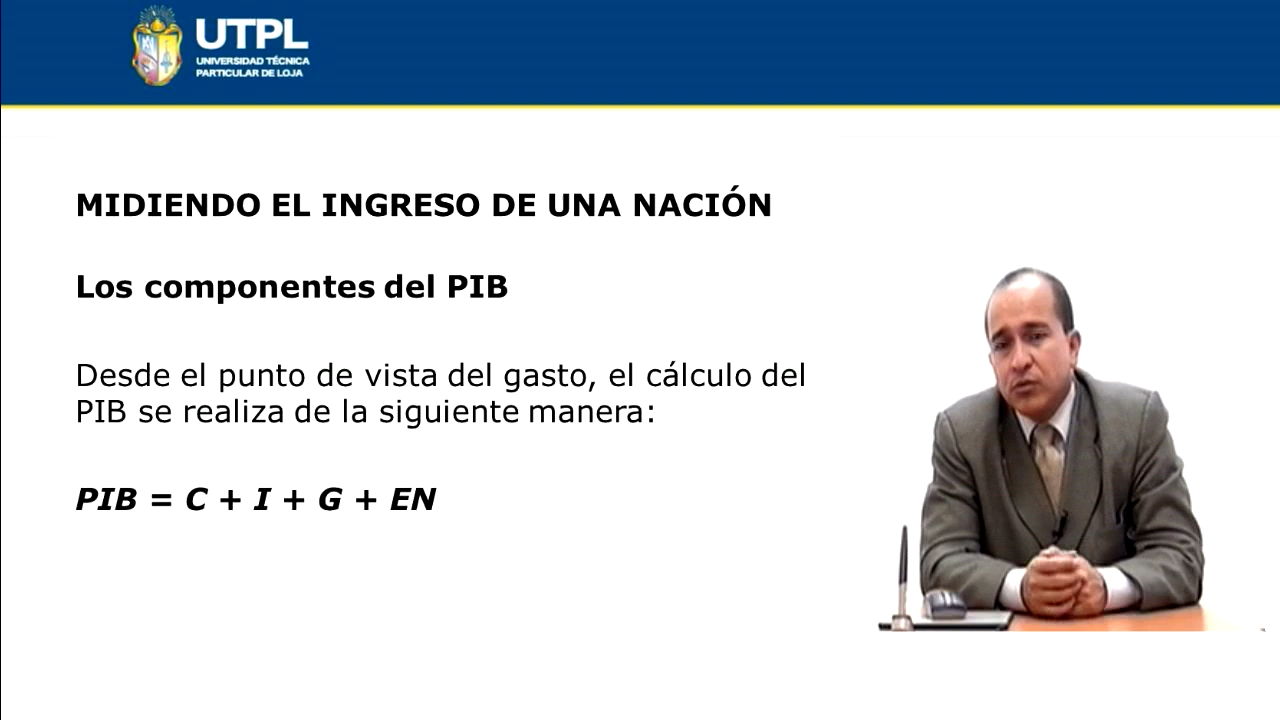 UTPL
UNIVERSIDAD TÉCNICA
PARTICULAR DE LOJA
MIDIENDO EL INGRESO DE UNA NACIÓN
Los componentes del PIB
Desde el punto de vista del gasto, el cálculo del
PIB se realiza de la siguiente manera:
PIB = C + I + G + EN